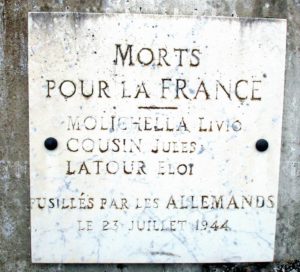 MORTS
POUR LA FRANCE
MOLICHELLA LIVIO
COUSIN JULES
LATOUR ELOI
FUSILLÉS PAR LES ALLEMANDS
LE 23 JUILLET 1944